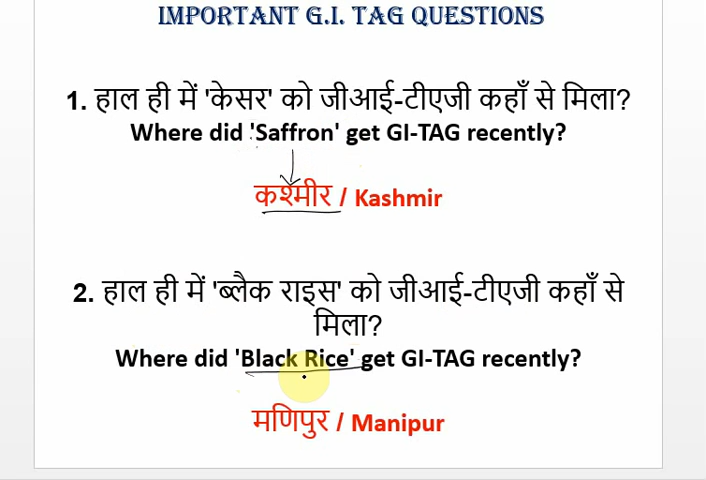 IMPORTANT G.I. TAG QUESTIONS
1. हाल ही में 'केसर' को जीआई-टीएजी कहाँ से मिला?
Where did 'Saffron' get GI-TAG recently?
कश्मीर / Kashmir
2. हाल ही में 'ब्लैक राइस' को जीआई-टीएजी कहाँ से
मिला?
Where did 'Black Rice' get GI-TAG recently?
मणिपुर / Manipur